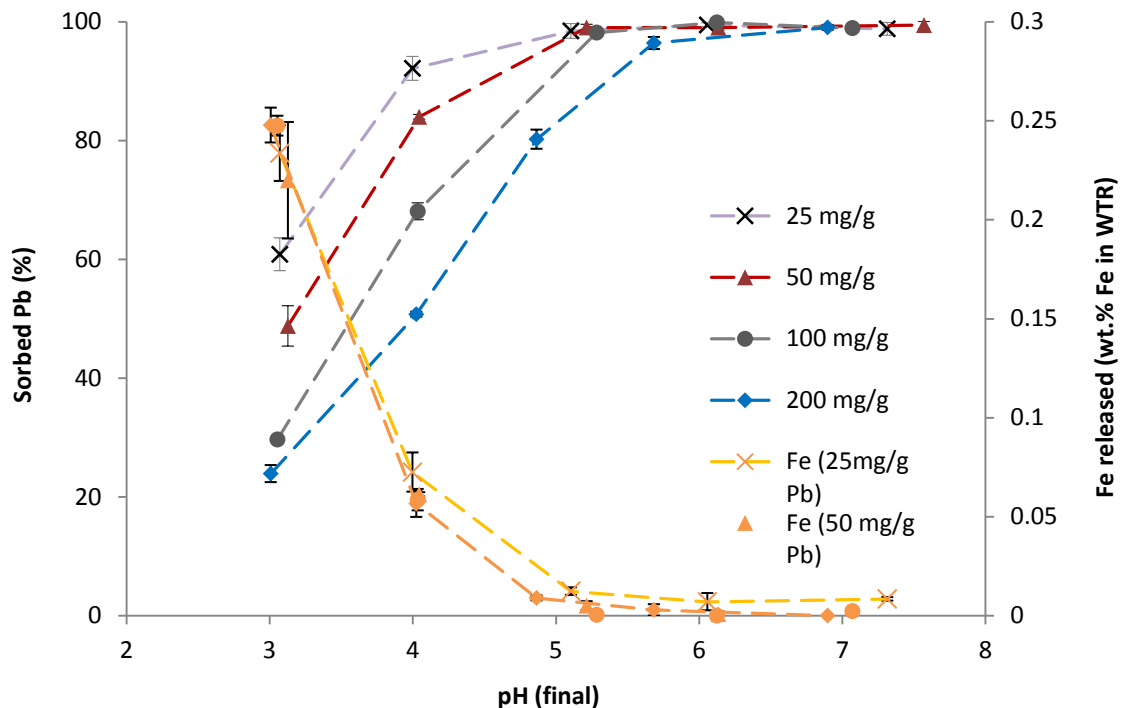 100
80
60
40
20
0
Sorbed Pb (%)
2
3
4
5
6
7
8
pH (final)
0.3
0.25
0.2
0.15
0.1
0.05
0
Fe released (wt.% Fe in WTR)
25 mg/g
50 mg/g
100 mg/g
200 mg/g
Fe (25mg/g
Pb)
Fe (50 mg/g
Pb)